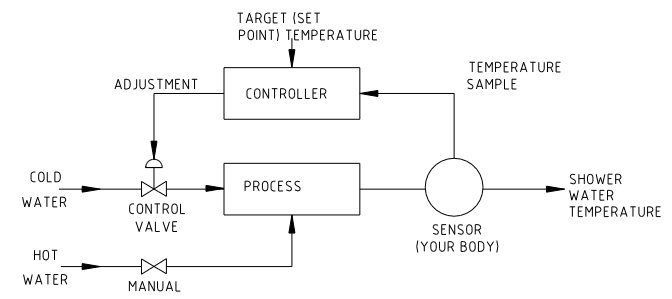 TARGET (SET
POINT) TEMPERATURE
TEMPERATURE
SAMPLE
ADJUSTMENT
CONTROLLER
COLD
WATER
PROCESS
SHOWER
WATER
TEMPERATURE
CONTROL
VALVE
SENSOR
(YOUR BODY)
HOT
WATER
MANUAL